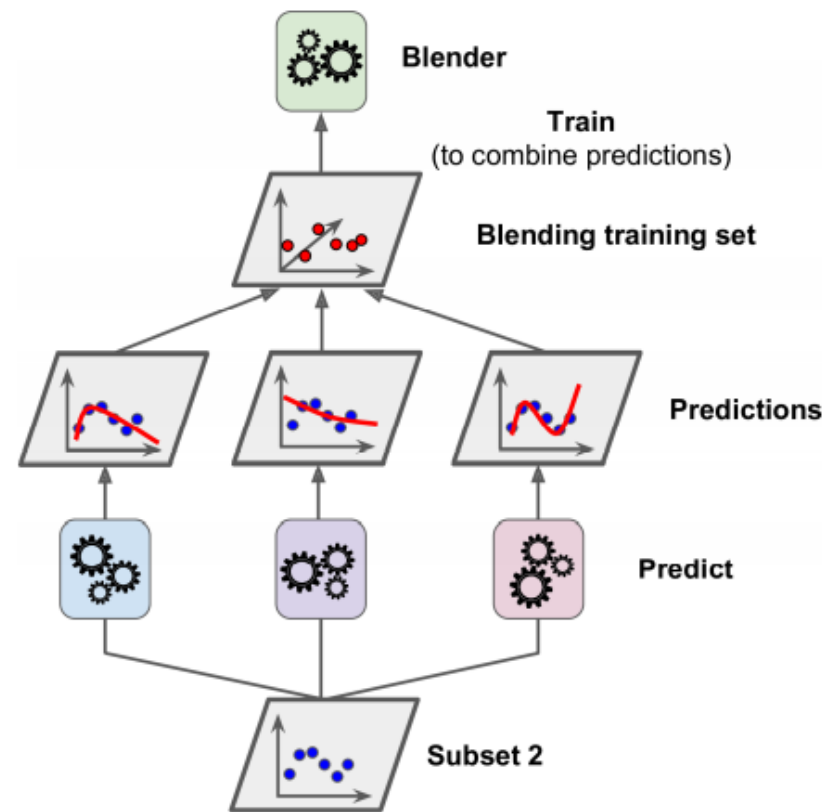 Blender
Train
(to combine predictions)
Blending training set
Predictions
Predict
Subset 2